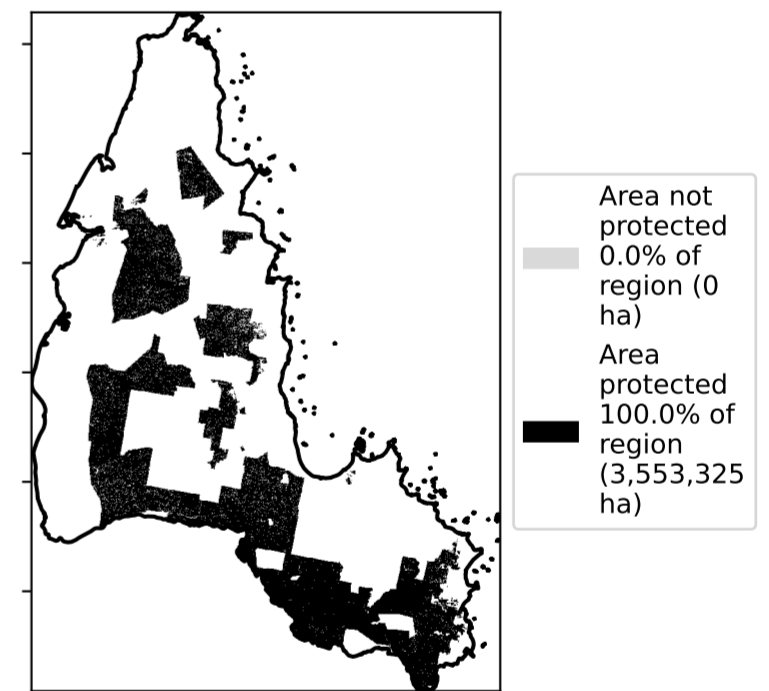 Area not
protected
0.0% of
region (0
ha)
Area
protected
100.0% of
region
(3,553,325
ha)